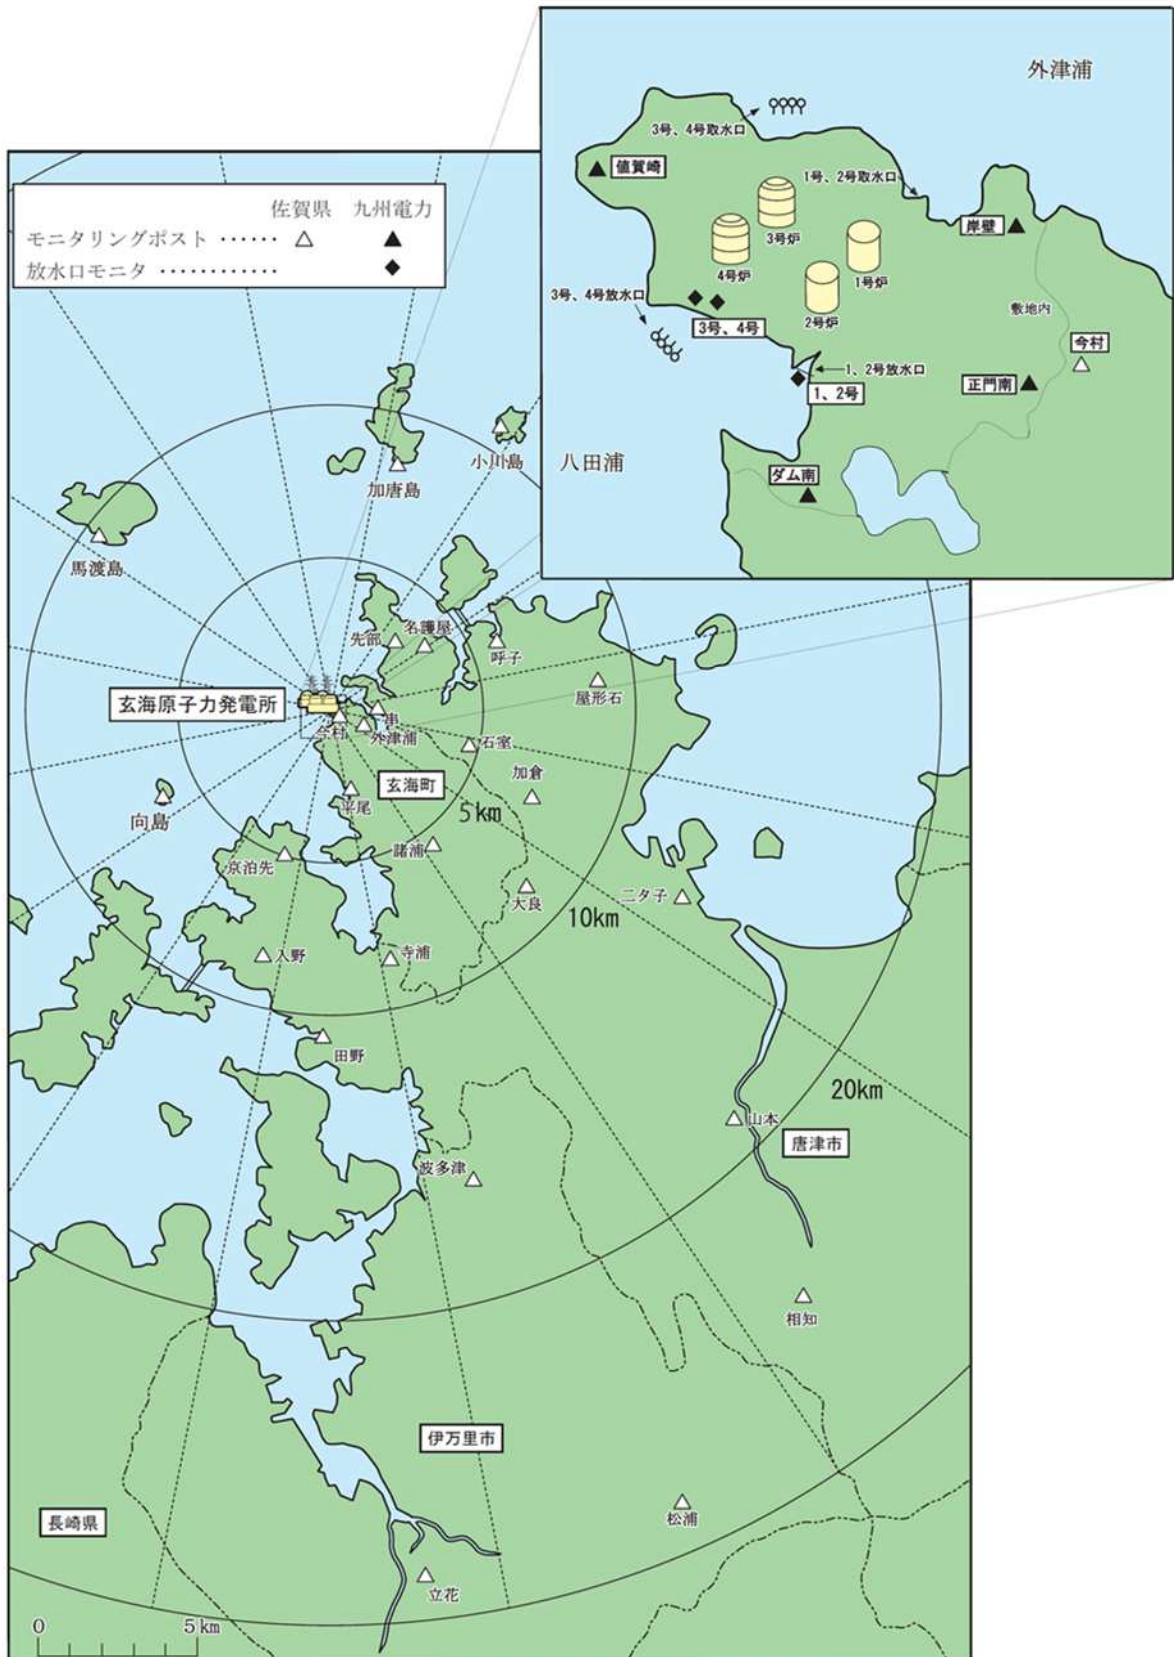 佐賀県 九州電力
モニタリングポスト ······ △ ▲
放水口モニタ ············ ◆
外津浦
3号、4号取水口
値賀崎
1号、2号取水口
岸壁
3号炉
4号炉
1号炉
2号炉
3号、4号放水口
3号、4号
敷地内
今村
1、2号放水口
1、2号
正門南
八田浦
ダム南
小川島
加唐島
馬渡島
先部
名護屋
呼子
屋形石
玄海原子力発電所
串
今村
外津浦
石室
加倉
玄海町
平尾
5km
向島
諸浦
京泊先
大良
二タ子
10km
入野
寺浦
田野
20km
山本
唐津市
波多津
相知
伊万里市
松浦
長崎県
立花
0 5km